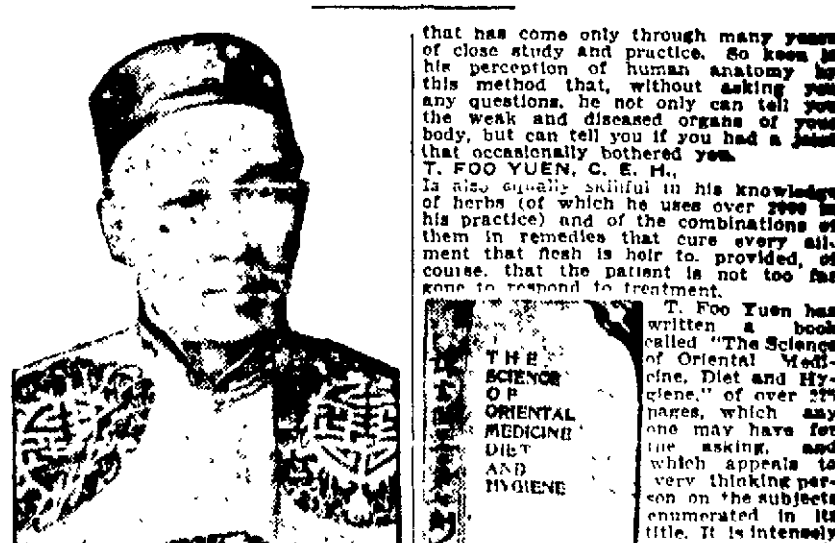 that has come only through many years
of close study and practice. So keen is
his perception of human anatomy by
this method that, without asking you
any questions, he not only can tell you
the weak and diseased organs of your
body, but can tell you if you had a joint
that occasionally bothered you.
T. FOO YUEN, C. E. H.,
Is also equally skillful in his knowledge
of herbs (of which he uses over in
his practice) and of the combinations of
them in remedies that cure every ail-
ment that flesh is heir to, provided, of
course, that the patient is not too far
gone to respond to treatment.
T. Foo Yuen has
written a book
called "The Science
of Oriental Medi-
cine, Diet and Hy-
giene," of over
pages, which any
one may have for
the asking, and
which appeals to
very thinking per-
son on the subjects
enumerated in its
title. It is intensely
THE
SCIENCE
OF
ORIENTAL
MEDICINE
DIET
AND
HYGIENE